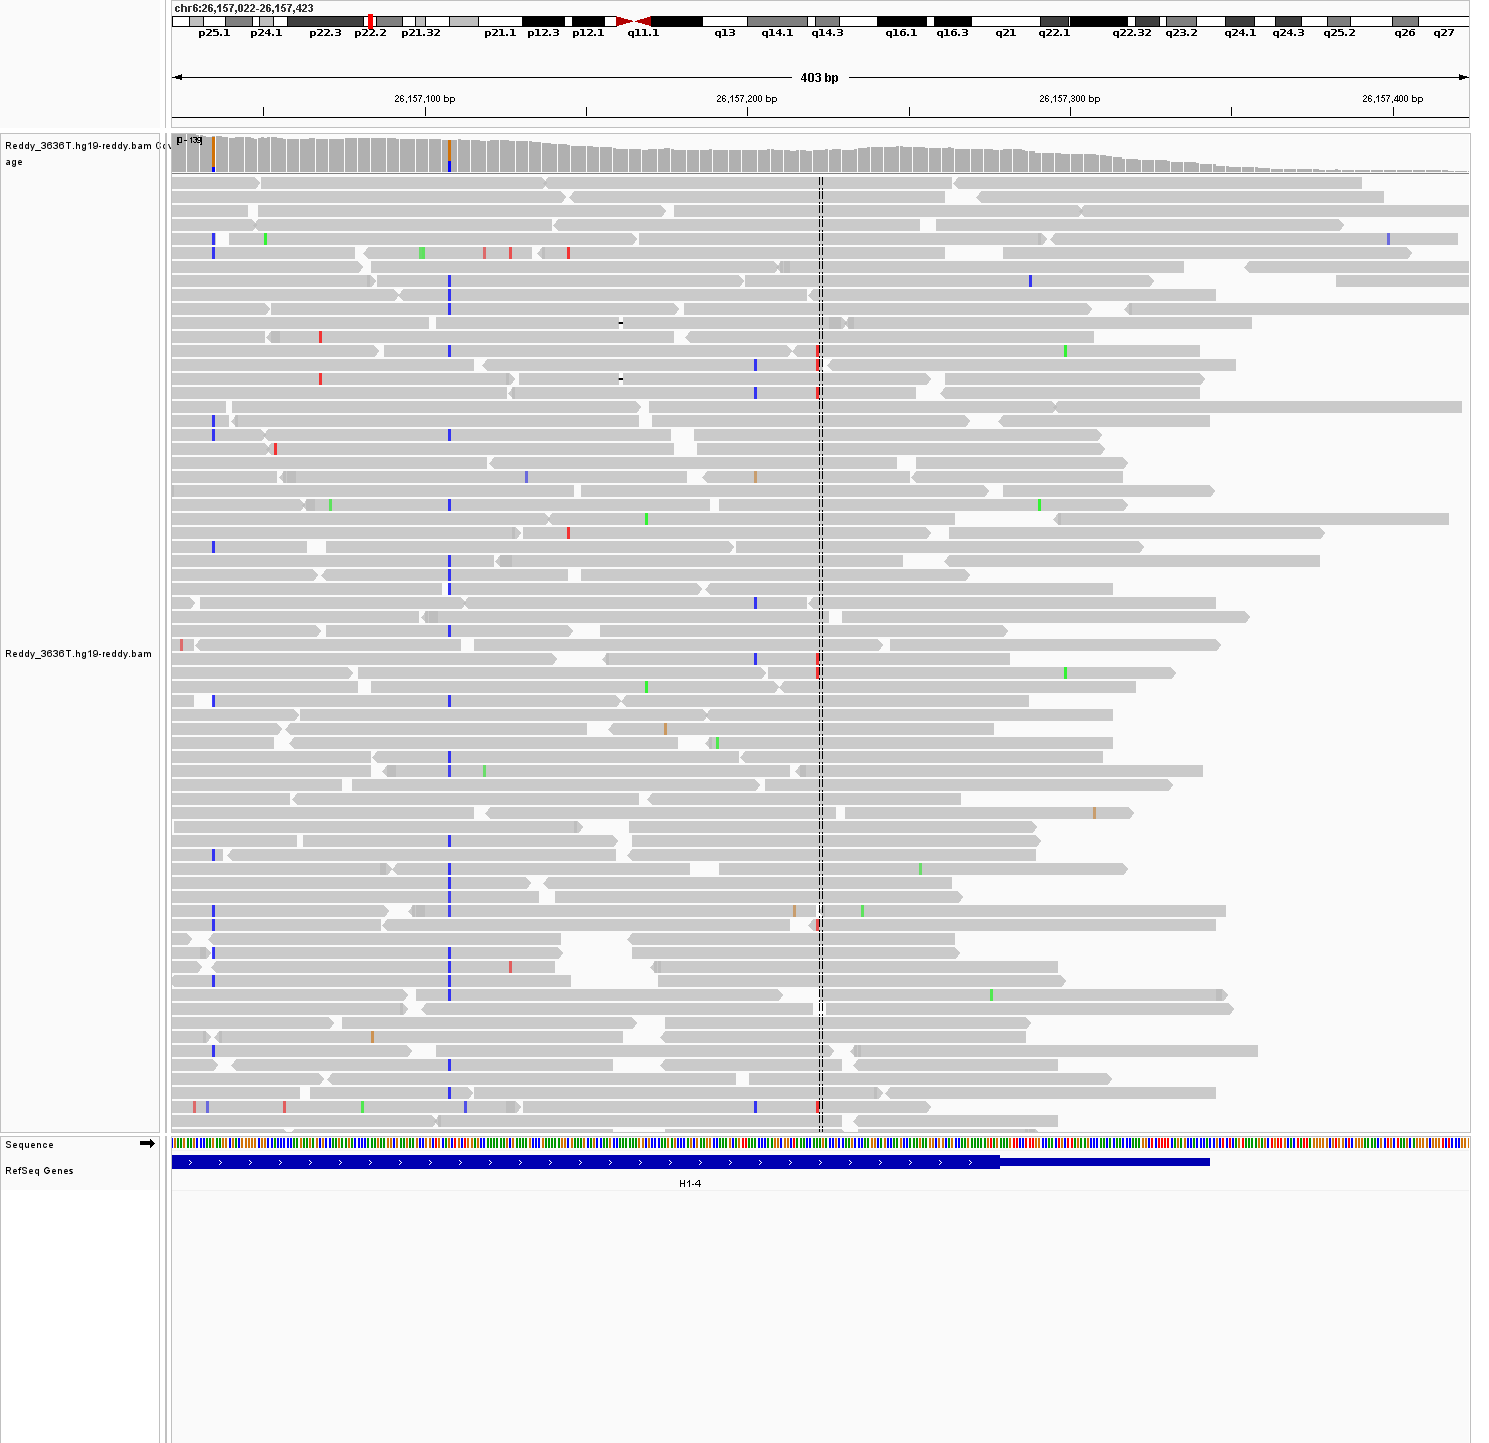 chr6:26,157,022-26,157,423
p25.1 p24.1 p22.3 p22.2 p21.32 p21.1 p12.3 p12.1 q11.1 q13 q14.1 q14.3 q16.1 q16.3 q21 q22.1 q22.32 q23.2 q24.1 q24.3 q25.2 q26 q27
403 bp
26,157,100 bp 26,157,200 bp 26,157,300 bp 26,157,400 bp
[0 - 139]
Reddy_3636T.hg19-reddy.bam Cov
age
Reddy_3636T.hg19-reddy.bam
Sequence
RefSeq Genes
H1-4